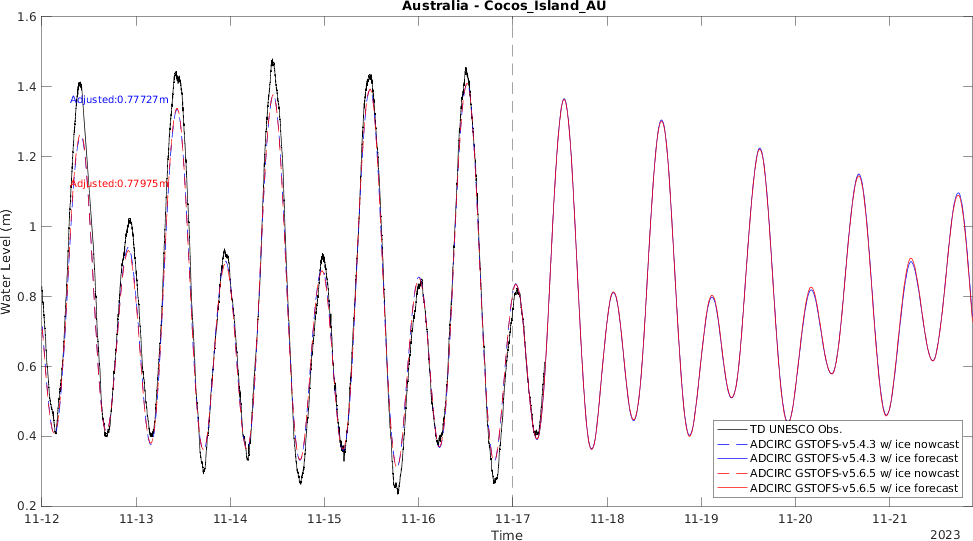 Australia - Cocos_Island_AU
1.6
1.4
1.2
1
0.8
0.6
0.4
0.2
Water Level (m)
Adjusted:0.77727m
Adjusted:0.77975m
TD UNESCO Obs.
ADCIRC GSTOFS-v5.4.3 w/ ice nowcast
ADCIRC GSTOFS-v5.4.3 w/ ice forecast
ADCIRC GSTOFS-v5.6.5 w/ ice nowcast
ADCIRC GSTOFS-v5.6.5 w/ ice forecast
11-12 11-13 11-14 11-15 11-16 11-17 11-18 11-19 11-20 11-21
Time
2023